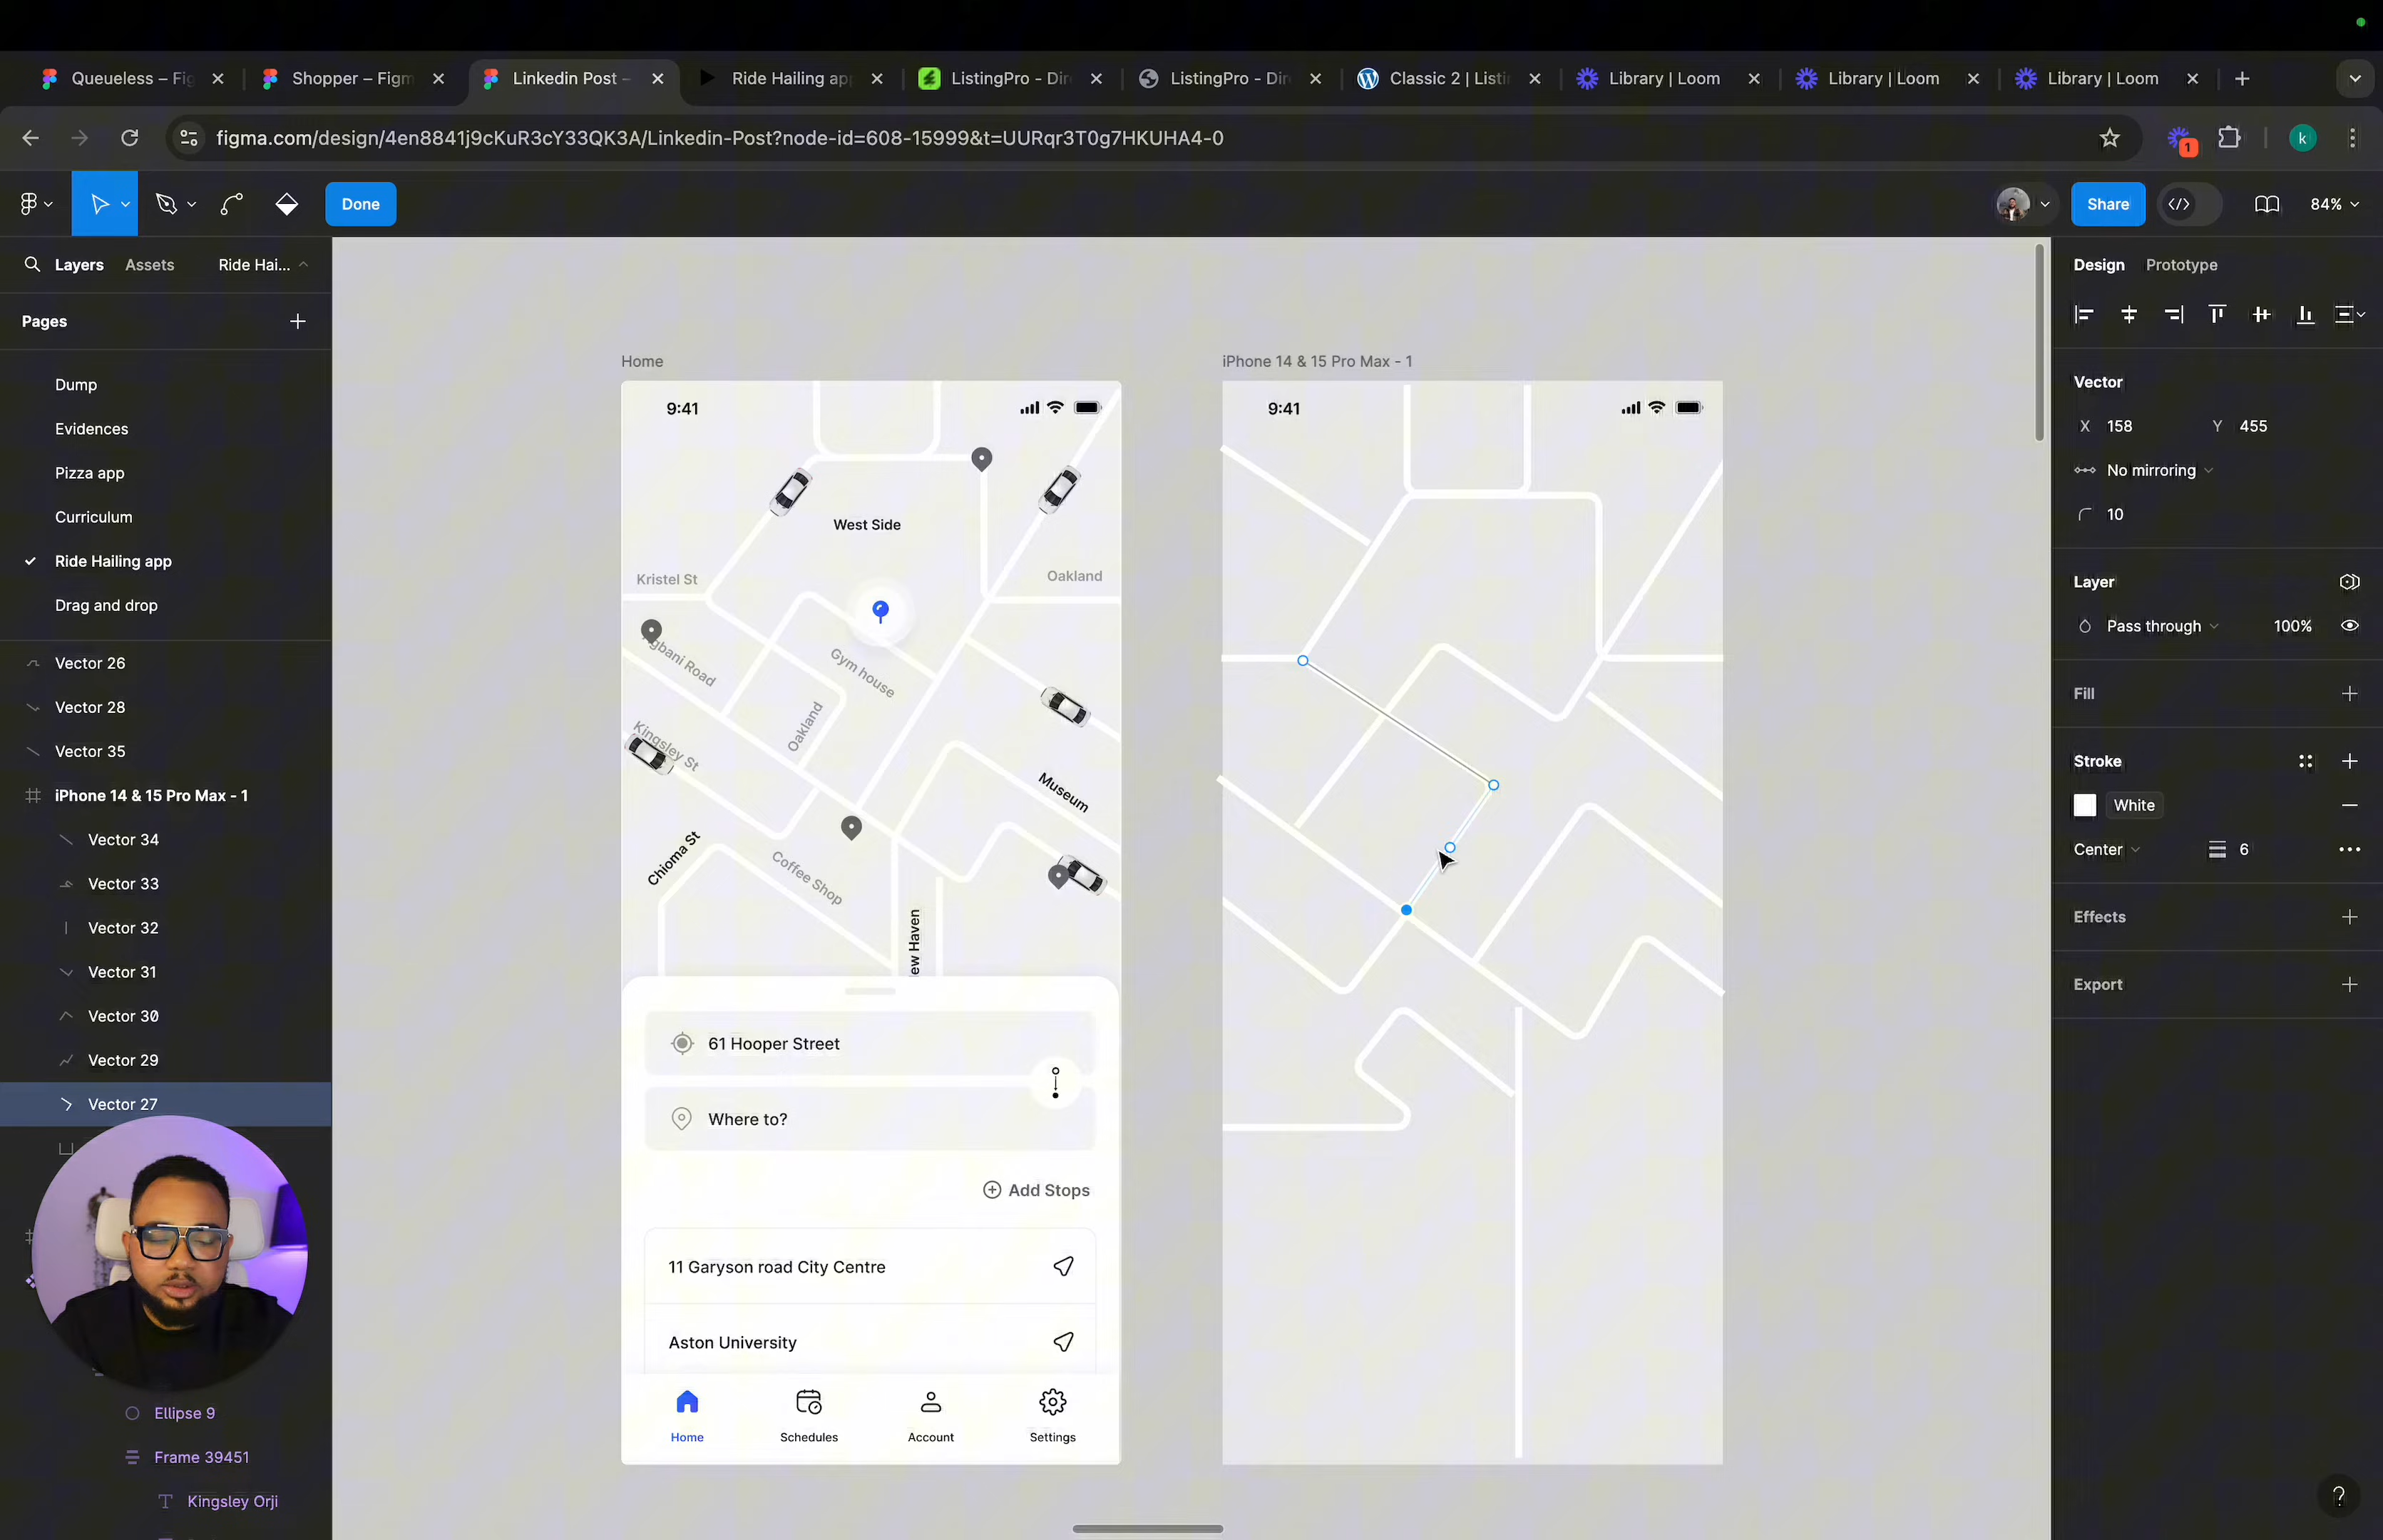 Queueless – Fig
Shopper – Figm
Linkedin Post –
Ride Hailing ap
ListingPro - Dire
ListingPro - Dire
Classic 2 | Listi
Library | Loom
Library | Loom
Library | Loom
figma.com/design/4en8841j9cKuR3cY33QK3A/Linkedin-Post?node-id=608-15999&t=UURqr3T0g7HKUHA4-0
1
k
Done
Share
84%
Layers
Assets
Ride Hai...
Pages
Dump
Evidences
Pizza app
Curriculum
Ride Hailing app
Drag and drop
Vector 26
Vector 28
Vector 35
iPhone 14 & 15 Pro Max - 1
Vector 34
Vector 33
Vector 32
Vector 31
Vector 30
Vector 29
Vector 27
Ellipse 9
Frame 39451
Kingsley Orji
Home
9:41
West Side
Kristel St
Oakland
Gym house
Oakland
Kingsley St
Museum
Chioma St
Coffee Shop
61 Hooper Street
Where to?
Add Stops
11 Garyson road City Centre
Aston University
Home
Schedules
Account
Settings
iPhone 14 & 15 Pro Max - 1
9:41
Design
Prototype
Vector
X 158
Y 455
No mirroring
10
Layer
Pass through
100%
Fill
Stroke
White
Center
6
Effects
Export
?